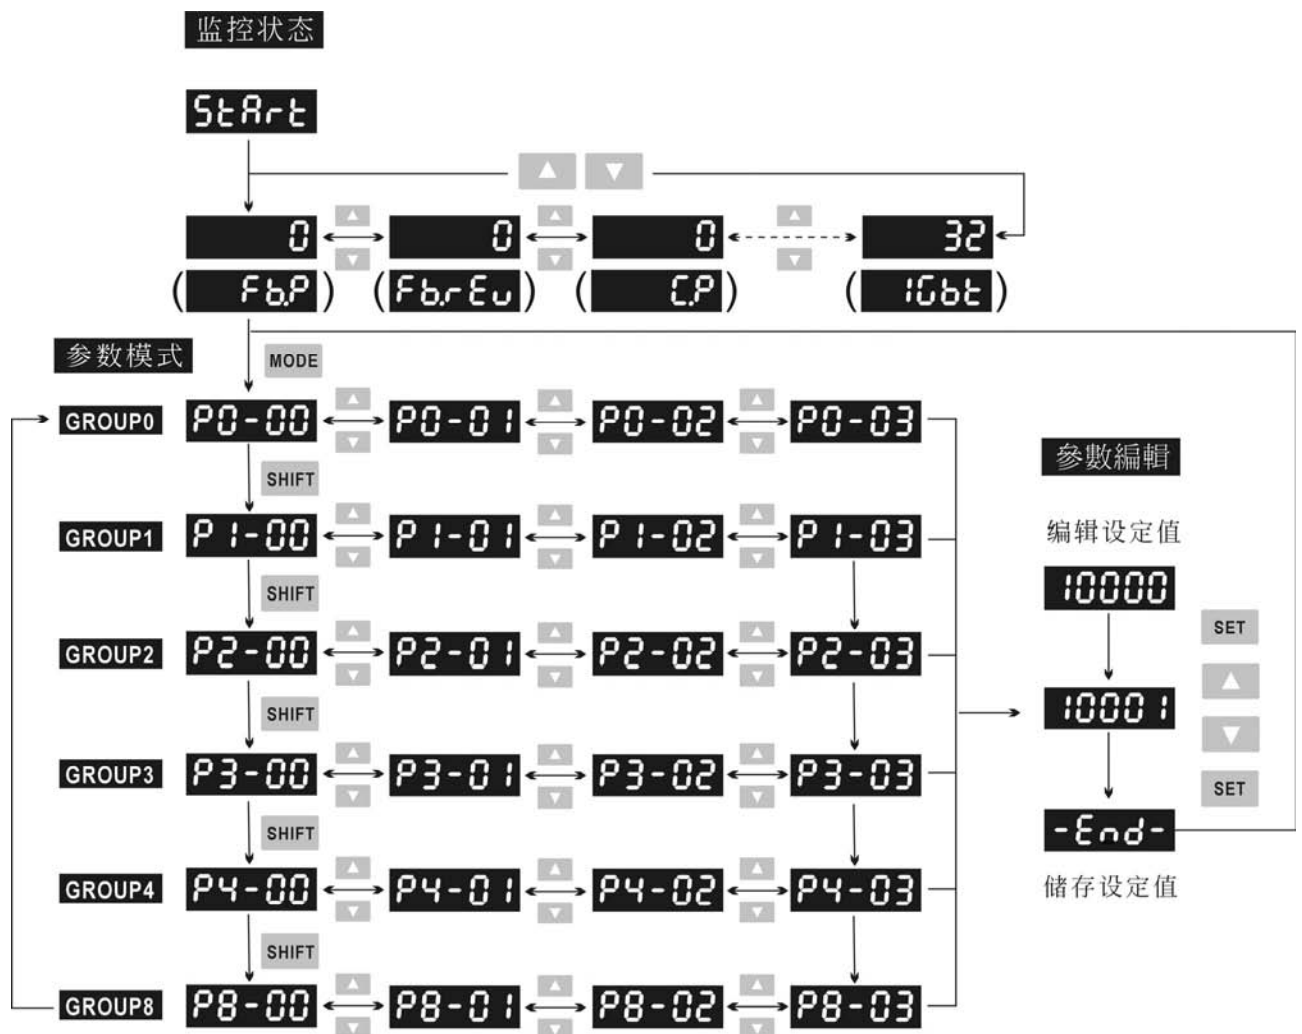 监控状态
StArt
0 0 0 32
(Fb.P) (Fb.rEv) (C.P) (IGbt)
参数模式
MODE
GROUP0 P0-00 P0-01 P0-02 P0-03
SHIFT
GROUP1 P1-00 P1-01 P1-02 P1-03
SHIFT
GROUP2 P2-00 P2-01 P2-02 P2-03
SHIFT
GROUP3 P3-00 P3-01 P3-02 P3-03
SHIFT
GROUP4 P4-00 P4-01 P4-02 P4-03
SHIFT
GROUP8 P8-00 P8-01 P8-02 P8-03
參數編輯
编辑设定值
10000
SET
10001
SET
-End-
储存设定值